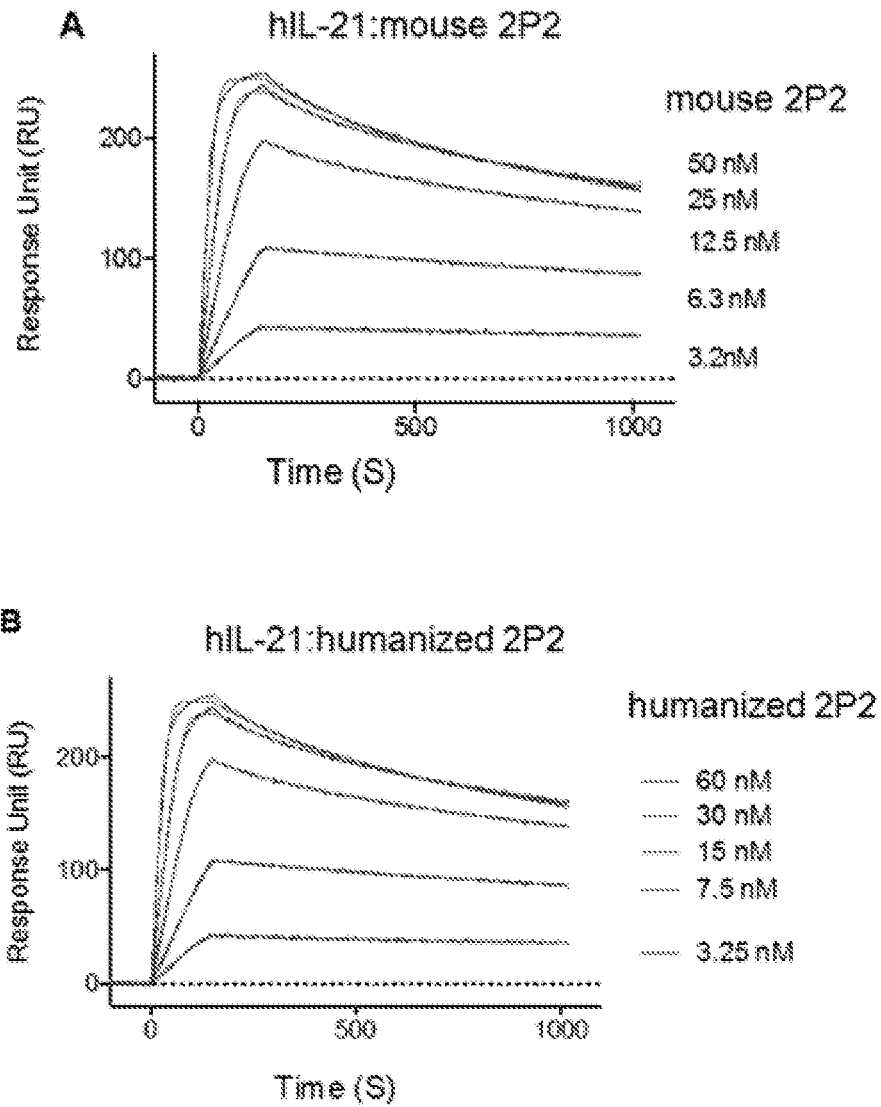 A
hIL-21:mouse 2P2
Response Unit (RU)
200
100
0
0
500
1000
Time (S)
mouse 2P2
50 nM
25 nM
12.5 nM
6.3 nM
3.2nM
B
hIL-21:humanized 2P2
Response Unit (RU)
200
100
0
0
500
1000
Time (S)
humanized 2P2
60 nM
30 nM
15 nM
7.5 nM
3.25 nM